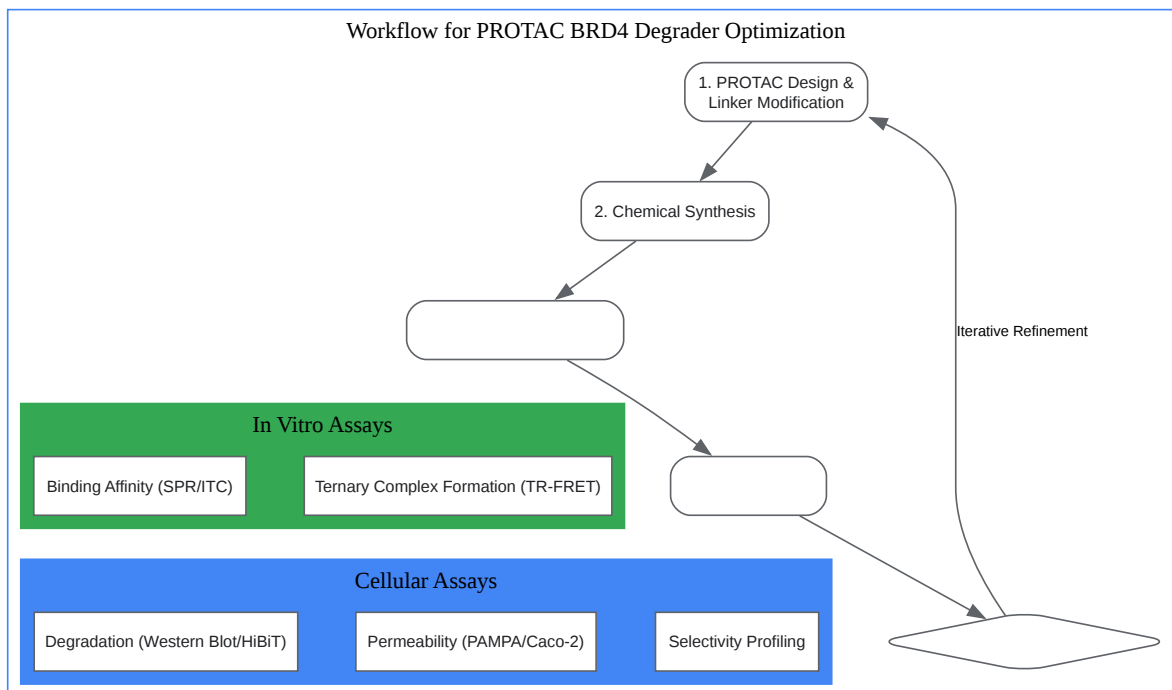 Workflow for PROTAC BRD4 Degrader Optimization
1. PROTAC Design &
Linker Modification
2. Chemical Synthesis
Iterative Refinement
In Vitro Assays
Binding Affinity (SPR/ITC)
Ternary Complex Formation (TR-FRET)
Cellular Assays
Degradation (Western Blot/HiBiT)
Permeability (PAMPA/Caco-2)
Selectivity Profiling